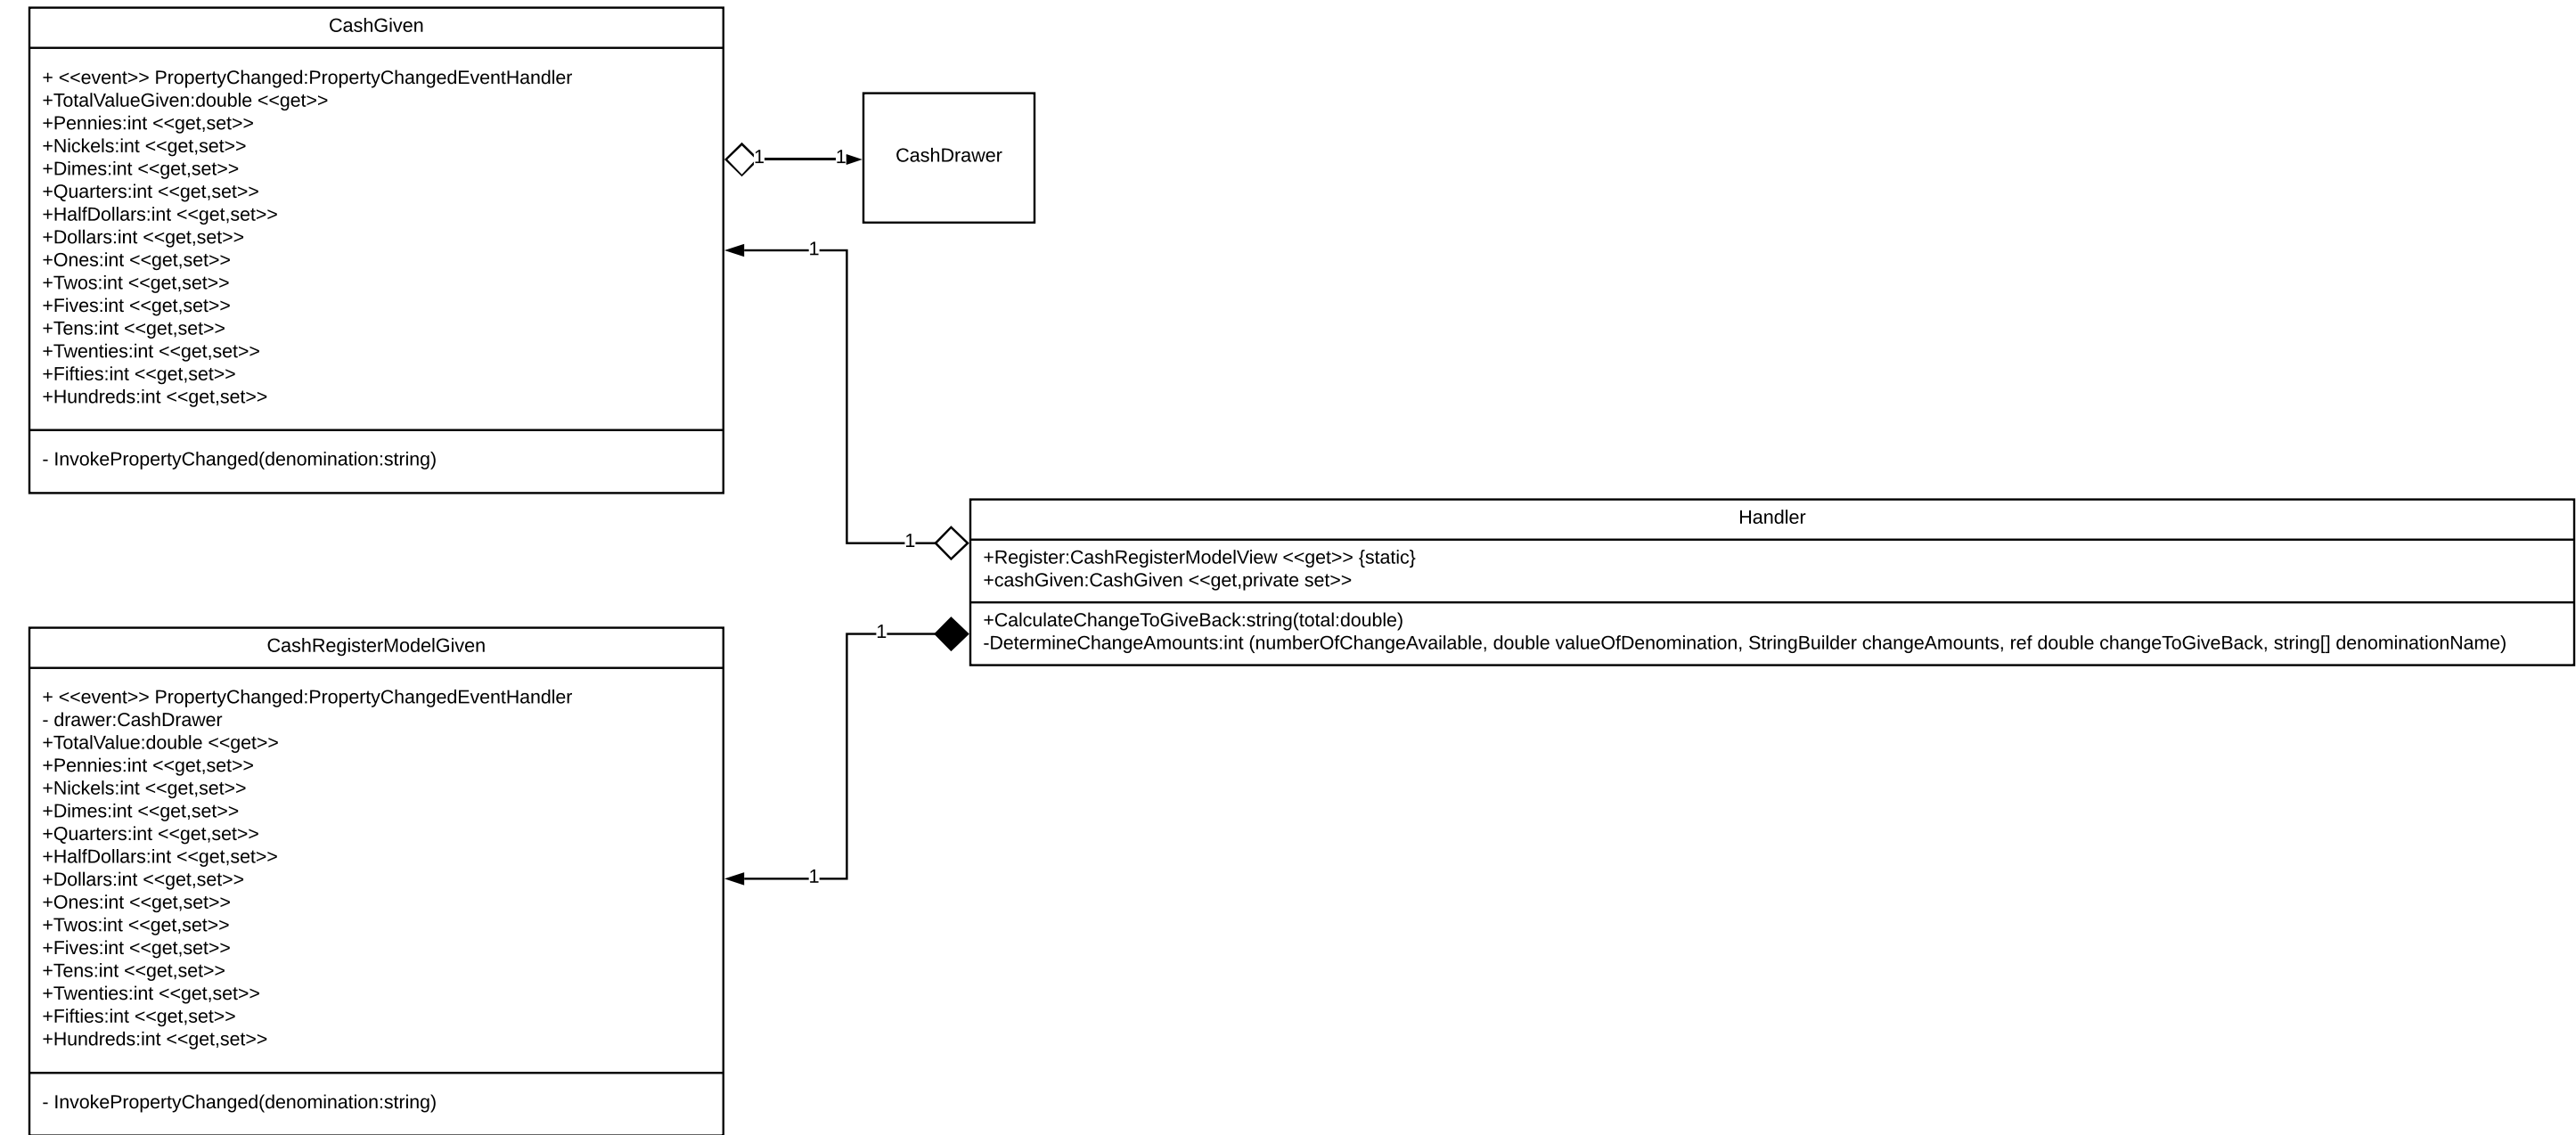 CashGiven
+ <<event>> PropertyChanged:PropertyChangedEventHandler
+TotalValueGiven:double <<get>>
+Pennies:int <<get,set>>
+Nickels:int <<get,set>>
+Dimes:int <<get,set>>
+Quarters:int <<get,set>>
+HalfDollars:int <<get,set>>
+Dollars:int <<get,set>>
+Ones:int <<get,set>>
+Twos:int <<get,set>>
+Fives:int <<get,set>>
+Tens:int <<get,set>>
+Twenties:int <<get,set>>
+Fifties:int <<get,set>>
+Hundreds:int <<get,set>>
- InvokePropertyChanged(denomination:string)
1
1
CashDrawer
1
1
Handler
+Register:CashRegisterModelView <<get>> {static}
+cashGiven:CashGiven <<get,private set>>
+CalculateChangeToGiveBack:string(total:double)
-DetermineChangeAmounts:int (numberOfChangeAvailable, double valueOfDenomination, StringBuilder changeAmounts, ref double changeToGiveBack, string[] denominationName)
1
1
CashRegisterModelGiven
+ <<event>> PropertyChanged:PropertyChangedEventHandler
- drawer:CashDrawer
+TotalValue:double <<get>>
+Pennies:int <<get,set>>
+Nickels:int <<get,set>>
+Dimes:int <<get,set>>
+Quarters:int <<get,set>>
+HalfDollars:int <<get,set>>
+Dollars:int <<get,set>>
+Ones:int <<get,set>>
+Twos:int <<get,set>>
+Fives:int <<get,set>>
+Tens:int <<get,set>>
+Twenties:int <<get,set>>
+Fifties:int <<get,set>>
+Hundreds:int <<get,set>>
- InvokePropertyChanged(denomination:string)